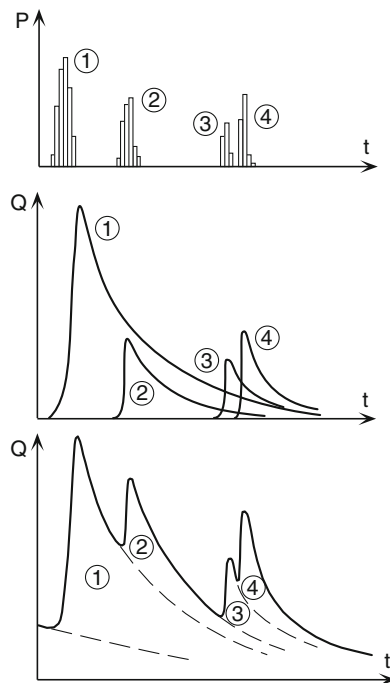 P
①
②
③ ④
t
Q
①
②
③ ④
t
Q
①
②
③ ④
t